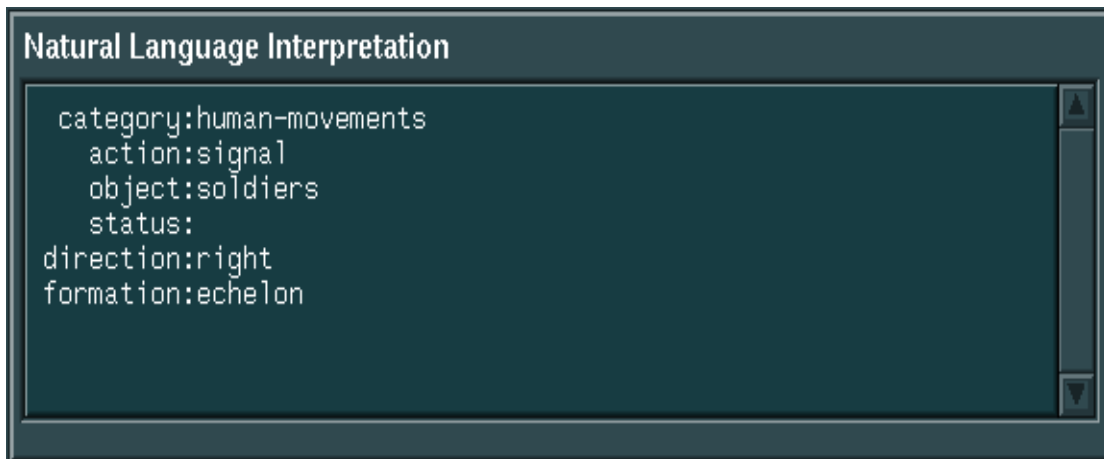 Natural Language Interpretation
category:human-movements
action:signal
object:soldiers
status:
direction:right
formation:echelon